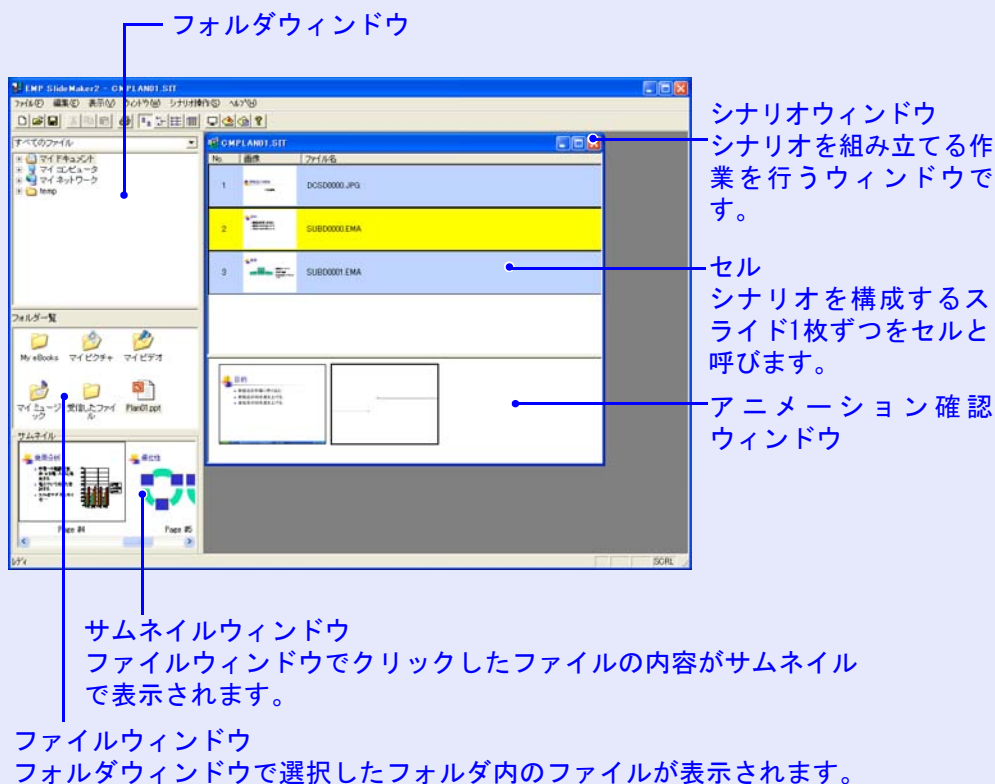 フォルダウィンドウ
EMP SlideMaker2 - CMPLAN01.SIT
ファイル(F) 編集(E) 表示(V) ウィンドウ(W) シナリオ操作(S) ヘルプ(H)
すべてのファイル
マイ ドキュメント
マイ コンピュータ
マイ ネットワーク
temp
CMPLAN01.SIT
No. 画像 ファイル名
1 DCSD0000.JPG
2 SUBD0000.EMA
3 SUBD0001.EMA
シナリオウィンドウ
シナリオを組み立てる作
業を行うウィンドウで
す。
セル
シナリオを構成するス
ライド1枚ずつをセルと
呼びます。
アニメーション確認
ウィンドウ
フォルダ一覧
My eBooks マイ ピクチャ マイ ビデオ
マイ ミュージック 受信したファイル Plan01.ppt
目的
サムネイル
Page #4 Page #5
レディ
SCRL
サムネイルウィンドウ
ファイルウィンドウでクリックしたファイルの内容がサムネイル
で表示されます。
ファイルウィンドウ
フォルダウィンドウで選択したフォルダ内のファイルが表示されます。